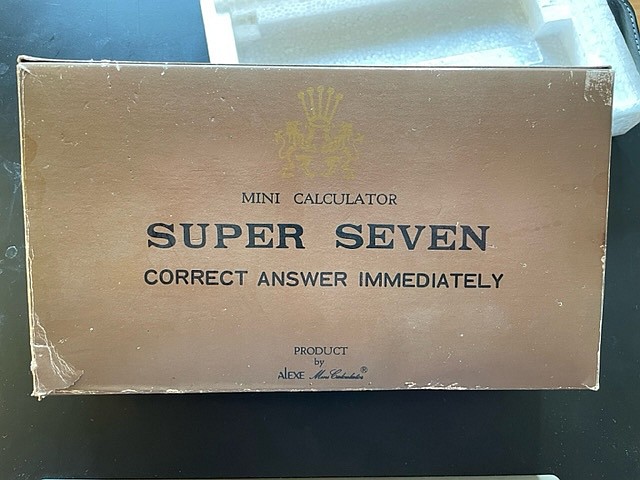 MINI CALCULATOR
SUPER SEVEN
CORRECT ANSWER IMMEDIATELY
PRODUCT
by
ALEXE Mini Calculator®